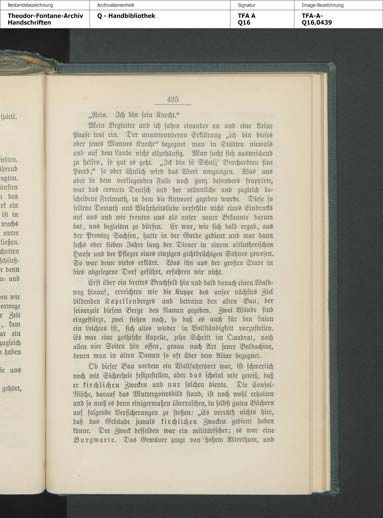 Bestandsbezeichnung
Archivalieneinheit
Signatur
Image-Bezeichnung
Theodor-Fontane-Archiv
Handschriften
Q - Handbibliothek
TFA A
Q16
TFA-A-
Q16,0439
425
„Nein. Ich bin sein Knecht.“
Mein Begleiter und ich sahen einander an und eine kleine
Pause trat ein. Der unumwundenen Erklärung „ich bin dieses
oder jenes Mannes Knecht“ begegnet man in Städten niemals
und auf dem Lande nicht allzuhäufig. Man sucht sich ausweichend
zu helfen, so gut es geht. „Ick bin bi Schulz' Brechardten sine
Peerd,“ so oder ähnlich wird das Wort umgangen. Was uns
aber in dem vorliegenden Falle noch ganz besonders frappirte,
war das correcte Deutsch und der männliche und zugleich be-
scheidene Freimuth, in dem die Antwort gegeben wurde. Diese so
seltene Demuth und Wahrheitsliebe verfehlte nicht eines Eindrucks
auf uns und wir freuten uns als unser neuer Bekannte darum
bat, uns begleiten zu dürfen. Er war, wie sich bald ergab, aus
der Provinz Sachsen, hatte in der Garde gedient und war dann
sechs oder sieben Jahre lang der Diener in einem altlutherischen
Hause und der Pfleger eines einzigen gichtbrüchigen Sohnes gewesen.
So war denn vieles erklärt. Was ihn aus der großen Stadt in
dies abgelegene Dorf geführt, erfuhren wir nicht.
Erst über ein breites Bruchfeld hin und bald danach einen Wald-
weg hinauf, erreichten wir die Kuppe des unser nächstes Ziel
bildenden Kapellenberges und betraten den alten Bau, der
seinerzeit diesem Berge den Namen gegeben. Zwei Wände sind
eingestürzt, zwei stehen noch, so daß es auch für den Laien
ein Leichtes ist, sich alles wieder in Vollständigkeit vorzustellen.
Es war eine gothische Kapelle, zehn Schritt im Quadrat, nach
allen vier Seiten hin offen, genau nach Art jener Balbachine,
denen man in alten Domen so oft über dem Altar begegnet.
Ob dieser Bau vordem ein Wallfahrtsort war, ist schwerlich
noch mit Sicherheit festzustellen, aber das scheint mir gewiß, daß
er kirchlichen Zwecken und nur solchen diente. Die Consol-
Nische, darauf das Muttergottesbild stand, ist noch wohl erhalten
und so muß es denn einigermaßen überraschen, in selbst guten Büchern
auf folgende Versicherungen zu stoßen: „Es verräth nichts hier,
daß das Gebäude jemals kirchlichen Zwecken gedient haben
könne. Der Zweck desselben war ein militärischer; es war eine
Burgwarte. Das Gemäuer zeugt von hohem Alterthum, und